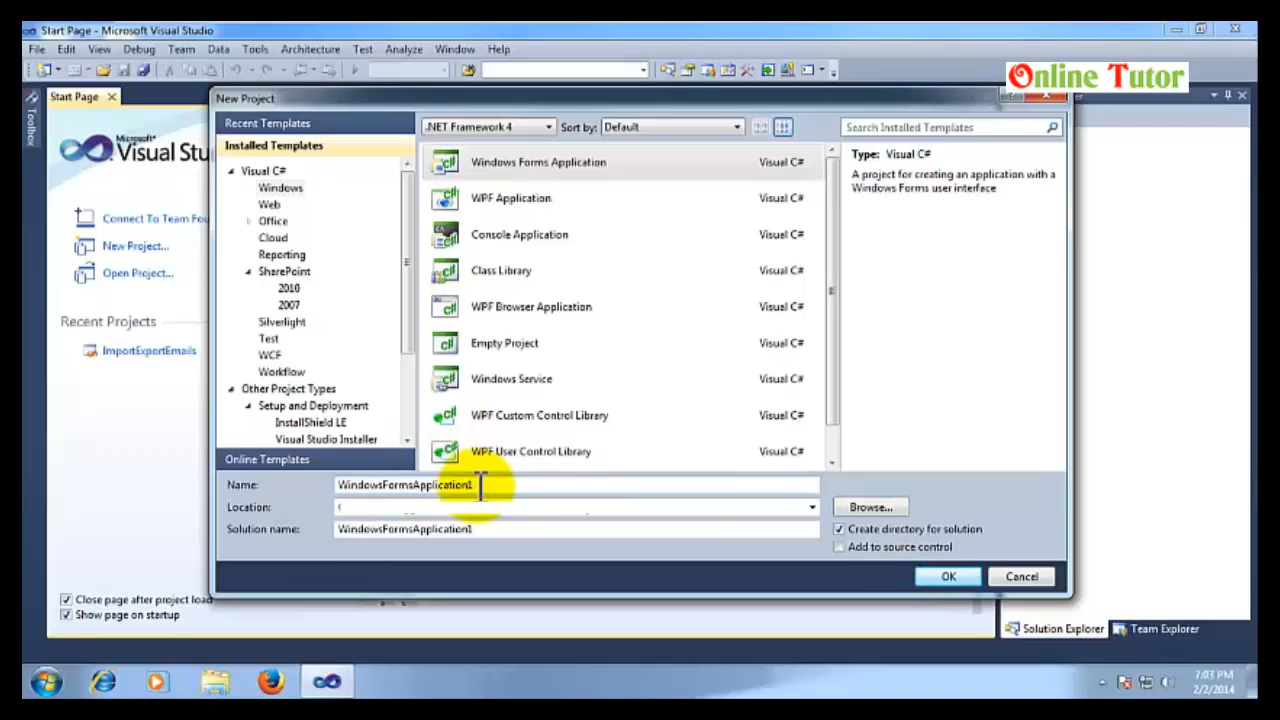 Start Page - Microsoft Visual Studio
File Edit View Debug Team Data Tools Architecture Test Analyze Window Help
Online Tutor
Start Page
Toolbox
Microsoft
Visual Stu
Connect To Team Fou
New Project...
Open Project...
Recent Projects
ImportExportEmails
Close page after project load
Show page on startup
New Project
Recent Templates
Installed Templates
Visual C#
Windows
Web
Office
Cloud
Reporting
SharePoint
2010
2007
Silverlight
Test
WCF
Workflow
Other Project Types
Setup and Deployment
InstallShield LE
Visual Studio Installer
Online Templates
.NET Framework 4 Sort by: Default
Windows Forms Application Visual C#
WPF Application Visual C#
Console Application Visual C#
Class Library Visual C#
WPF Browser Application Visual C#
Empty Project Visual C#
Windows Service Visual C#
WPF Custom Control Library Visual C#
WPF User Control Library Visual C#
Search Installed Templates
Type: Visual C#
A project for creating an application with a
Windows Forms user interface
Name: WindowsFormsApplication1
Location: Browse...
Solution name: WindowsFormsApplication1
Create directory for solution
Add to source control
OK Cancel
Solution Explorer Team Explorer
7:03 PM
2/2/2014